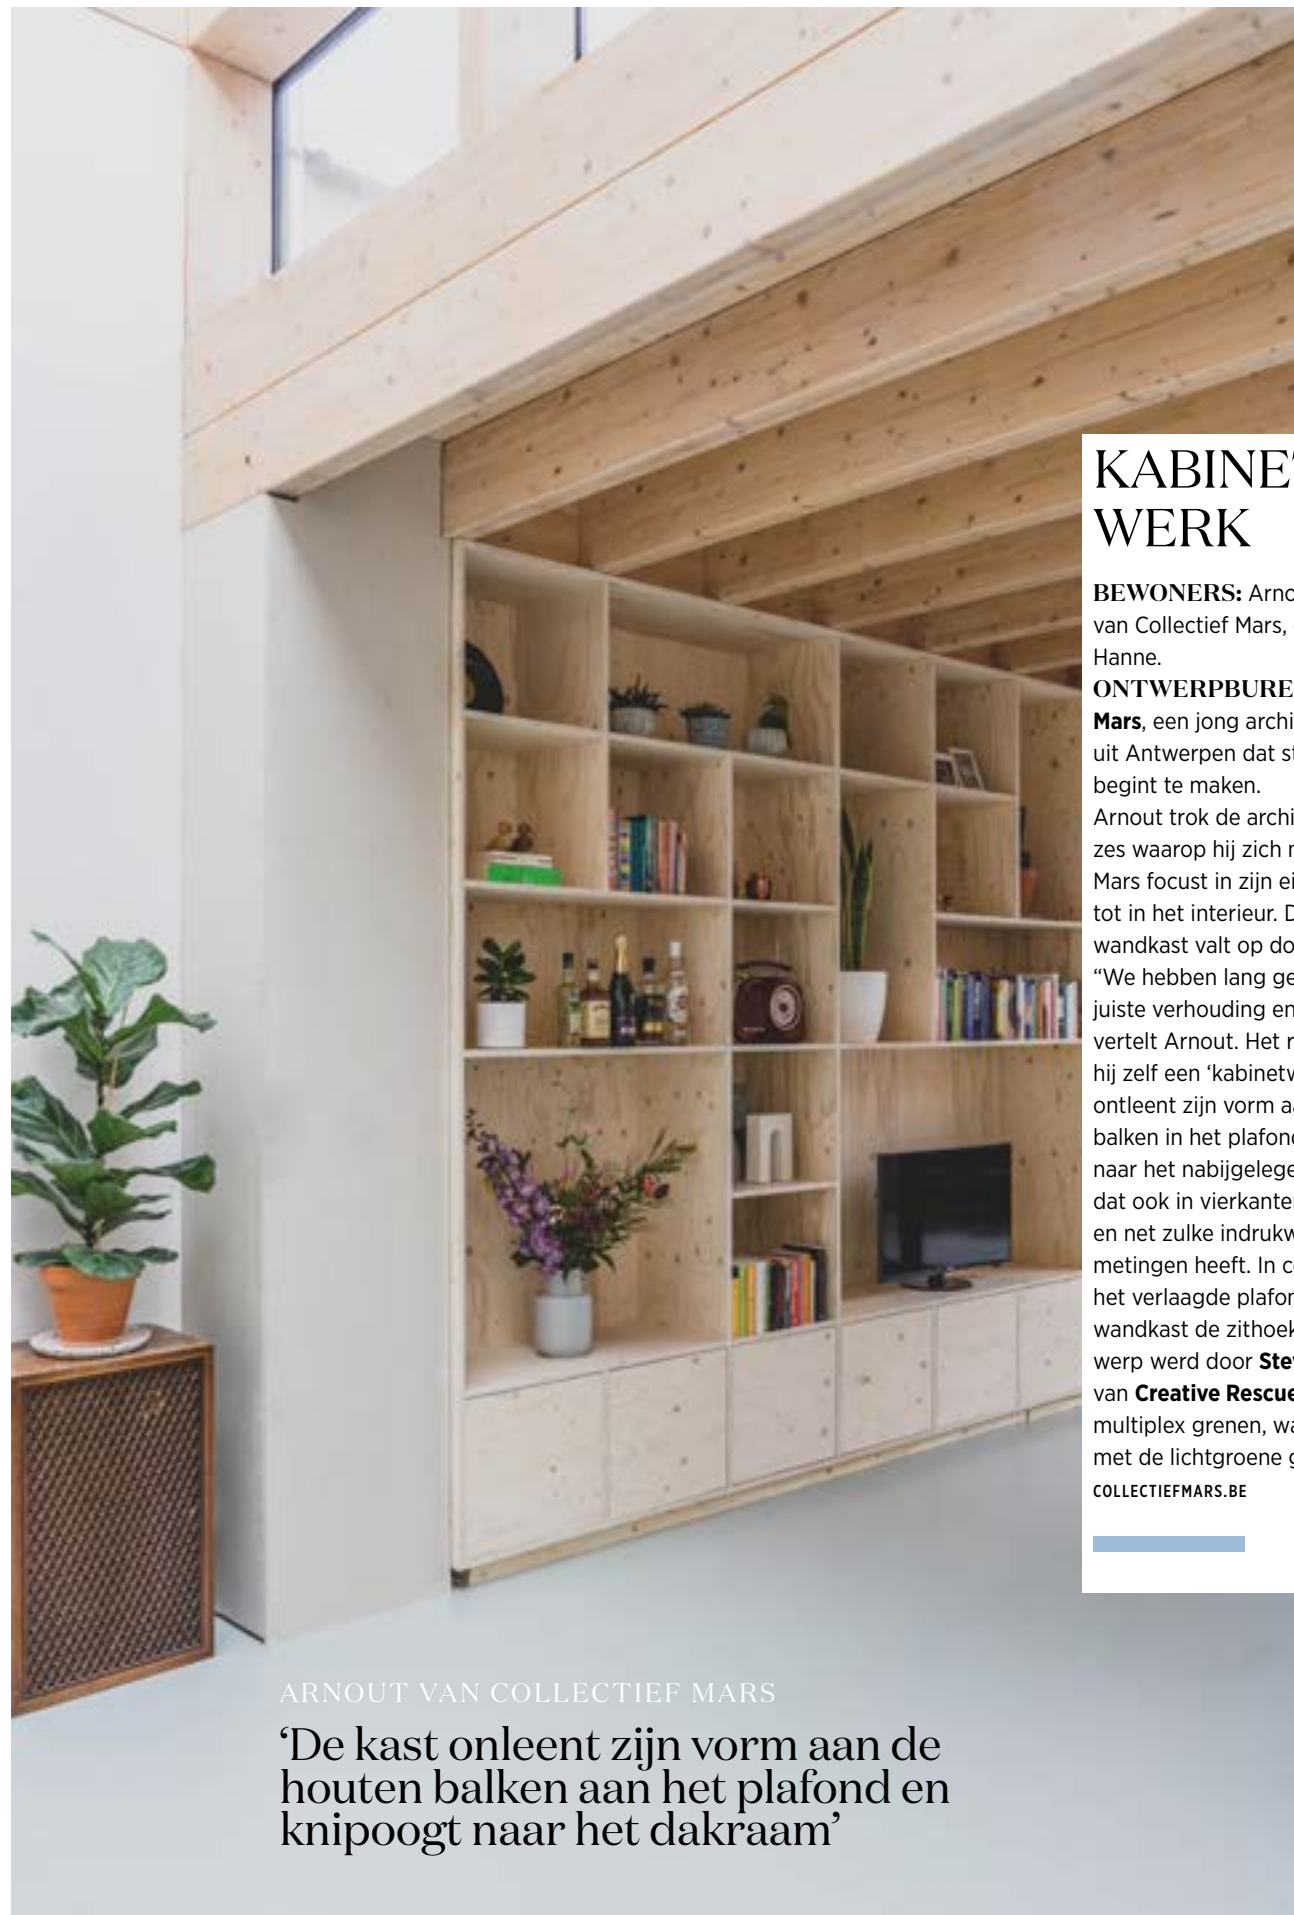 KABINE
WERK
BEWONERS: Arno
van Collectief Mars,
Hanne.
ONTWERPBURE
Mars, een jong archi
uit Antwerpen dat st
begint te maken.
Arnout trok de archi
zes waarop hij zich
Mars focust in zijn ei
tot in het interieur. D
wandkast valt op do
“We hebben lang ge
juiste verhouding en
vertelt Arnout. Het r
hij zelf een ‘kabinetw
ontleent zijn vorm a
balken in het plafond
naar het nabijgelege
dat ook in vierkante
en net zulke indrukw
metingen heeft. In c
het verlaagde plafon
wandkast de zithoek
werp werd door Stev
van Creative Rescue
multiplex grenen, wa
met de lichtgroene g
COLLECTIEFMARS.BE
ARNOUT VAN COLLECTIEF MARS
‘De kast onleent zijn vorm aan de
houten balken aan het plafond en
knipoogt naar het dakraam’